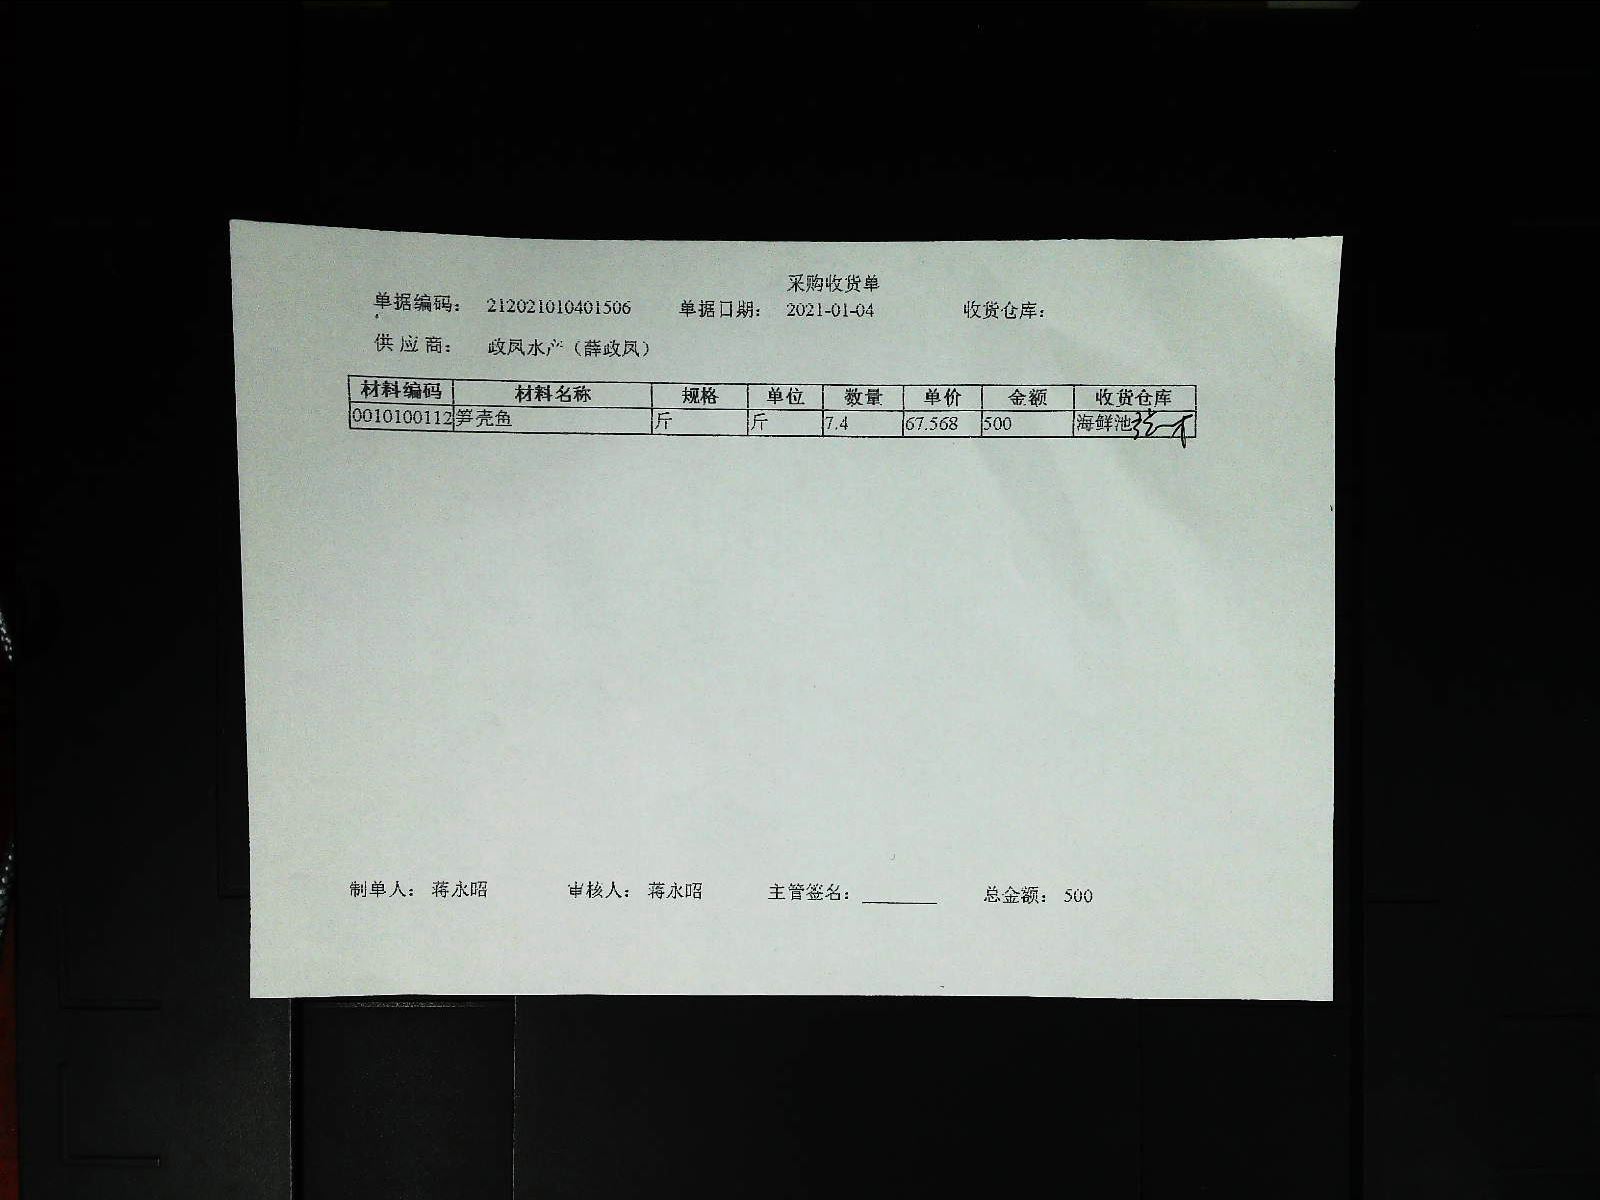 采购收货单
单据编码： 212021010401506 单据日期： 2021-01-04 收货仓库：
供应商： 政凤水产（薛政凤）
材料编码 材料名称 规格 单位 数量 单价 金额 收货仓库
0010100112 笋壳鱼 斤 斤 7.4 67.568 500 海鲜池
制单人： 蒋永昭 审核人： 蒋永昭 主管签名： 总金额： 500